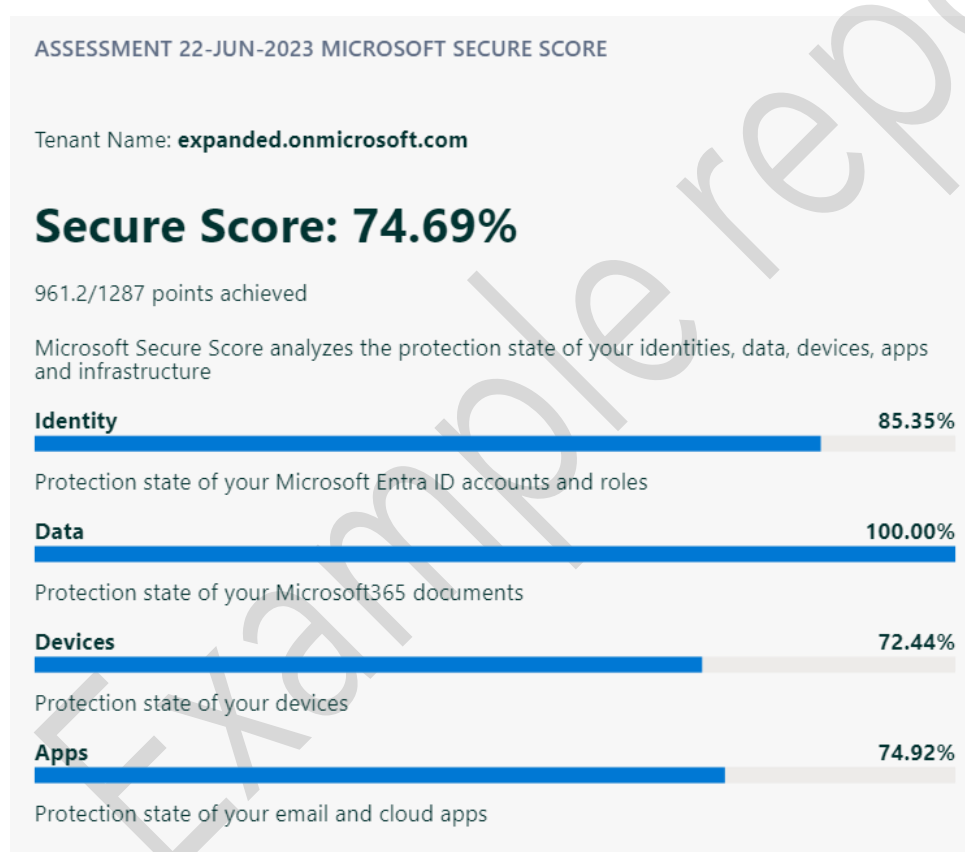 ASSESSMENT 22-JUN-2023 MICROSOFT SECURE SCORE
Tenant Name: expanded.onmicrosoft.com
Secure Score: 74.69%
961.2/1287 points achieved
Microsoft Secure Score analyzes the protection state of your identities, data, devices, apps
and infrastructure
Identity 85.35%
Protection state of your Microsoft Entra ID accounts and roles
Data 100.00%
Protection state of your Microsoft365 documents
Devices 72.44%
Protection state of your devices
Apps 74.92%
Protection state of your email and cloud apps
Example repo